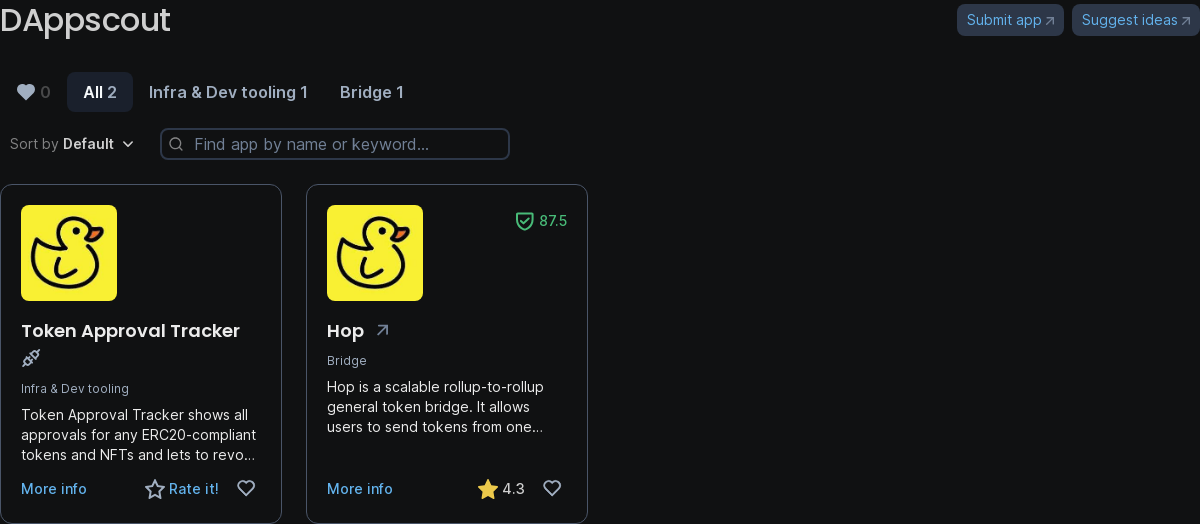 DAppscout
Submit app
Suggest ideas
0
All 2
Infra & Dev tooling 1
Bridge 1
Sort by Default
Find app by name or keyword...
Token Approval Tracker
Infra & Dev tooling
Token Approval Tracker shows all
approvals for any ERC20-compliant
tokens and NFTs and lets to revo...
More info
Rate it!
87.5
Hop
Bridge
Hop is a scalable rollup-to-rollup
general token bridge. It allows
users to send tokens from one...
More info
4.3